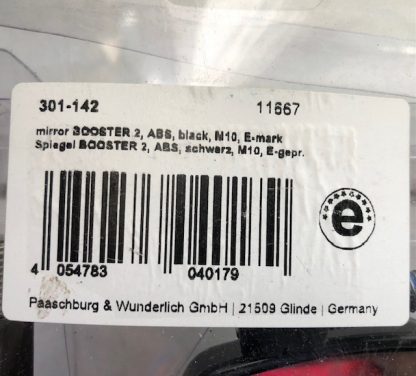 301-142 11667
mirror BOOSTER 2, ABS, black, M10, E-mark
Spiegel BOOSTER 2, ABS, schwarz, M10, E-gepr.
e
4 054783 040179
Paaschburg & Wunderlich GmbH | 21509 Glinde | Germany